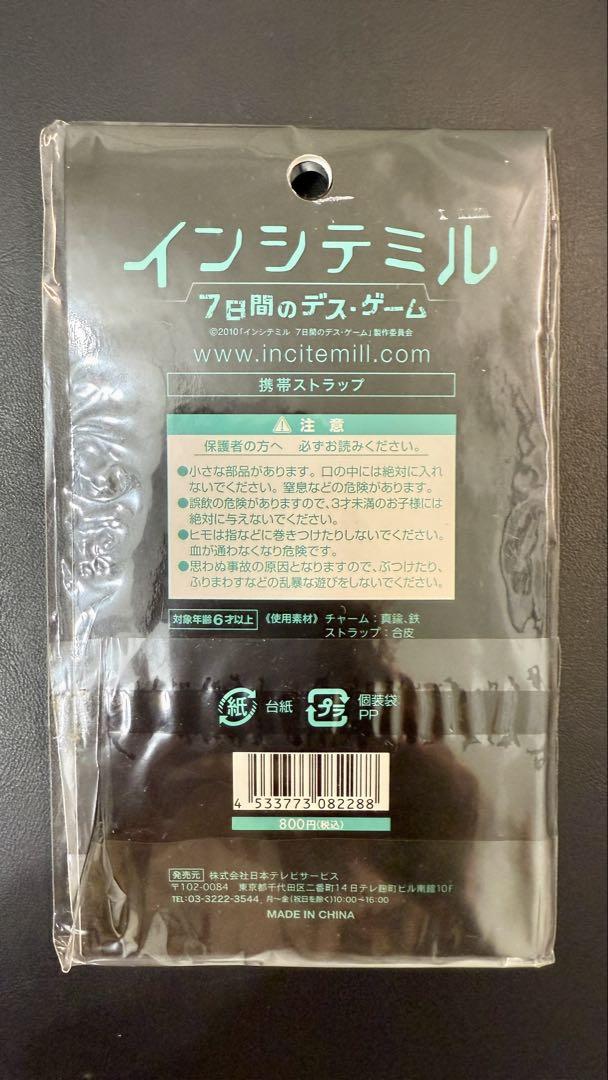 インシテミル
7日間のデス・ゲーム
©2010「インシテミル 7日間のデス・ゲーム」製作委員会
www.incitemill.com
携帯ストラップ
注意
保護者の方へ 必ずお読みください。
●小さな部品があります。口の中には絶対に入れ
ないでください。窒息などの危険があります。
●誤飲の危険がありますので、3才未満のお子様には
絶対に与えないでください。
●ヒモは指などに巻きつけたりしないでください。
血が通わなくなり危険です。
●思わぬ事故の原因となりますので、ぶつけたり、
ふりまわすなどの乱暴な遊びをしないでください。
対象年齢6才以上 《使用素材》 チャーム：真鍮、鉄
ストラップ：合皮
紙 台紙 プラ 個装袋
PP
4 533773 082288
800円(税込)
発売元 株式会社日本テレビサービス
〒102-0084 東京都千代田区二番町14日テレ麹町ビル南館10F
TEL:03-3222-3544 月〜金(祝日を除く)10:00〜16:00
MADE IN CHINA